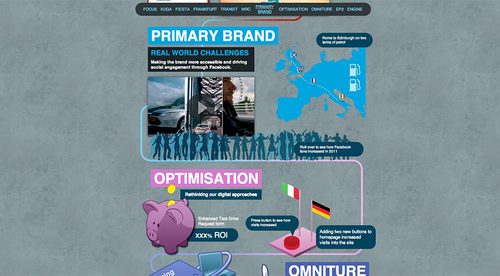 FOCUS KUGA FIESTA FRANKFURT TRANSIT WRC PRIMARY BRAND OPTIMISATION OMNITURE EP2 ENGINE
PRIMARY BRAND
REAL WORLD CHALLENGES
Making the brand more accessible and driving
social engagement through Facebook.
Rome to Edinburgh on two
tanks of petrol
Roll over to see how Facebook
fans increased in 2011
OPTIMISATION
Rethinking our digital approaches
Enhanced Test Drive
Request form
xxx% ROI
Press button to see how
visits increased
Adding two new buttons to
homepage increased
visits into the site
OMNITURE